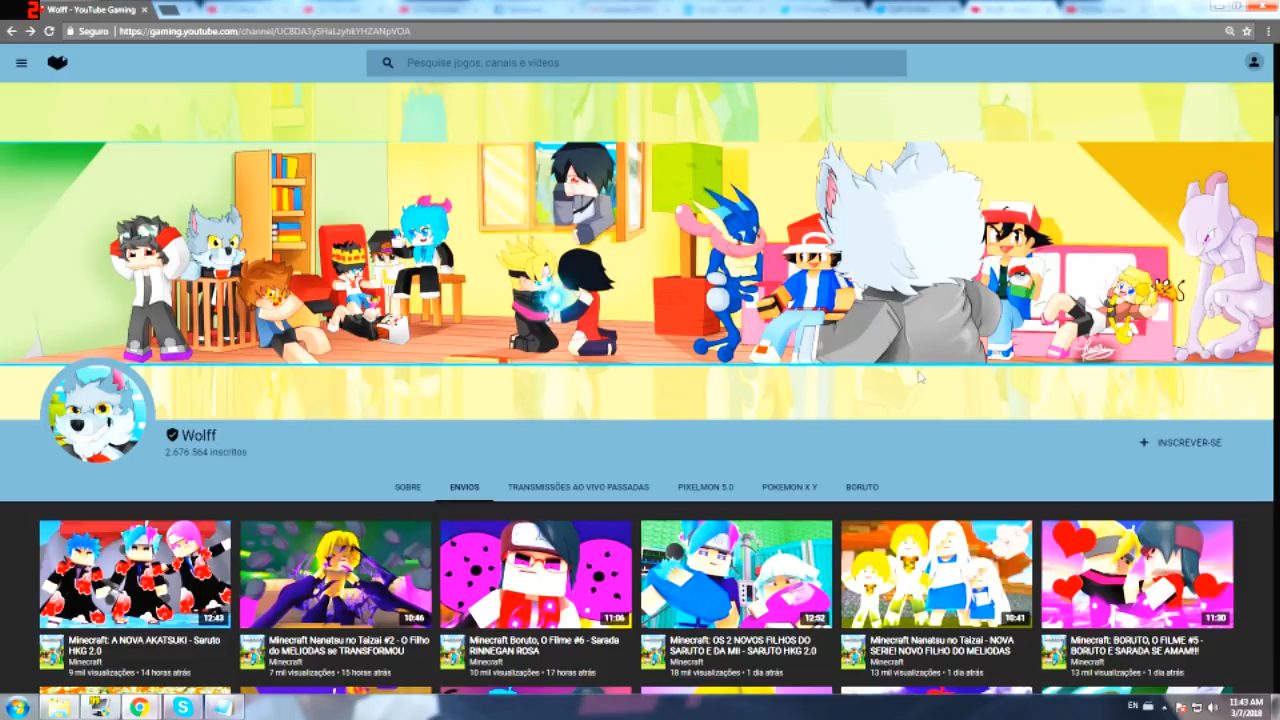 Wolff - YouTube Gaming
Seguro
https://gaming.youtube.com/channel/UC8DA3ySHaLzyhkYHZANpVOA
Pesquise jogos, canais e vídeos
Wolff
2.676.564 inscritos
INSCREVER-SE
SOBRE ENVIOS TRANSMISSÕES AO VIVO PASSADAS PIXELMON 5.0 POKEMON X Y BORUTO
12:43
Minecraft: A NOVA AKATSUKI - Saruto
HKG 2.0
Minecraft
9 mil visualizações • 14 horas atrás
10:46
Minecraft Nanatsu no Taizai #2 - O Filho
do MELIODAS se TRANSFORMOU
Minecraft
7 mil visualizações • 15 horas atrás
11:06
Minecraft Boruto, O Filme #6 - Sarada
RINNEGAN ROSA
Minecraft
10 mil visualizações • 17 horas atrás
12:52
Minecraft: OS 2 NOVOS FILHOS DO
SARUTO E DA MII - SARUTO HKG 2.0
Minecraft
18 mil visualizações • 1 dia atrás
10:41
Minecraft Nanatsu no Taizai - NOVA
SERIE! NOVO FILHO DO MELIODAS
Minecraft
13 mil visualizações • 1 dia atrás
11:30
Minecraft: BORUTO, O FILME #5 -
BORUTO E SARADA SE AMAM!!!
Minecraft
13 mil visualizações • 1 dia atrás
EN
11:43 AM
3/7/2018